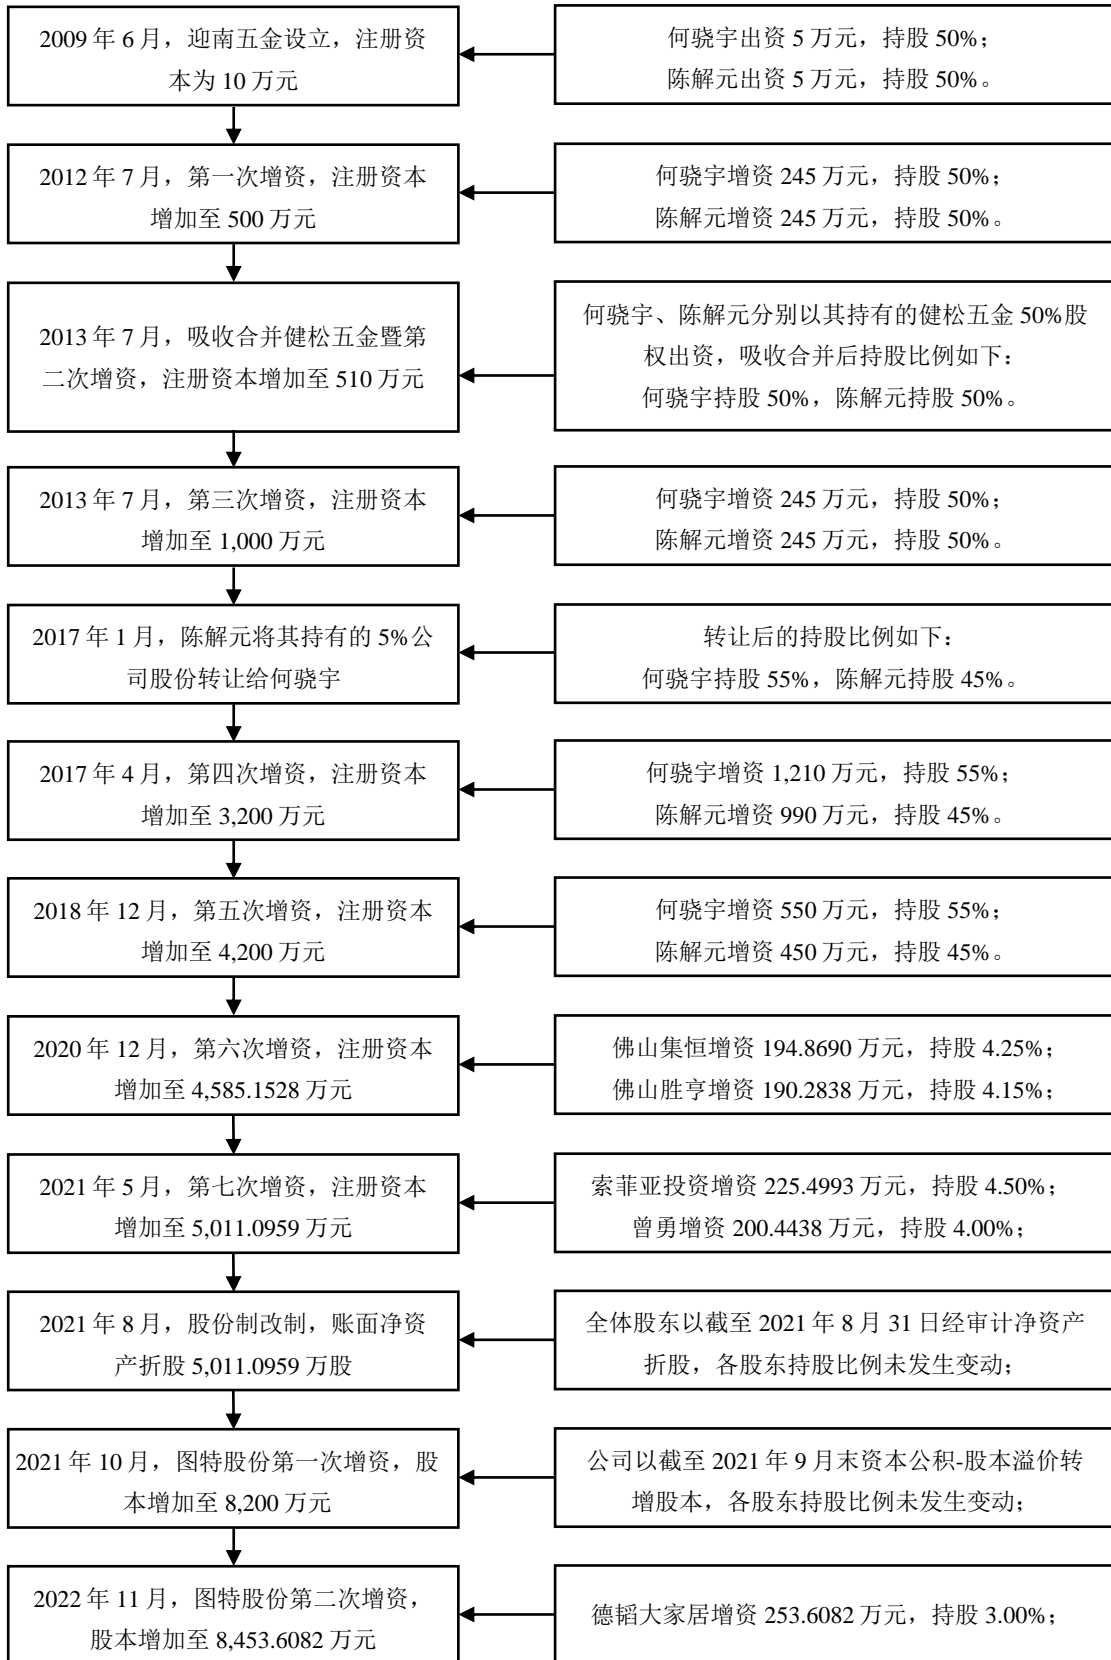 2009 年 6 月，迎南五金设立，注册资
本为 10 万元
何骁宇出资 5 万元，持股 50%；
陈解元出资 5 万元，持股 50%。
2012 年 7 月，第一次增资，注册资本
增加至 500 万元
何骁宇增资 245 万元，持股 50%；
陈解元增资 245 万元，持股 50%。
2013 年 7 月，吸收合并健松五金暨第
二次增资，注册资本增加至 510 万元
何骁宇、陈解元分别以其持有的健松五金 50%股
权出资，吸收合并后持股比例如下：
何骁宇持股 50%，陈解元持股 50%。
2013 年 7 月，第三次增资，注册资本
增加至 1,000 万元
何骁宇增资 245 万元，持股 50%；
陈解元增资 245 万元，持股 50%。
2017 年 1 月，陈解元将其持有的 5%公
司股份转让给何骁宇
转让后的持股比例如下：
何骁宇持股 55%，陈解元持股 45%。
2017 年 4 月，第四次增资，注册资本
增加至 3,200 万元
何骁宇增资 1,210 万元，持股 55%；
陈解元增资 990 万元，持股 45%。
2018 年 12 月，第五次增资，注册资本
增加至 4,200 万元
何骁宇增资 550 万元，持股 55%；
陈解元增资 450 万元，持股 45%。
2020 年 12 月，第六次增资，注册资本
增加至 4,585.1528 万元
佛山集恒增资 194.8690 万元，持股 4.25%；
佛山胜亨增资 190.2838 万元，持股 4.15%；
2021 年 5 月，第七次增资，注册资本
增加至 5,011.0959 万元
索菲亚投资增资 225.4993 万元，持股 4.50%；
曾勇增资 200.4438 万元，持股 4.00%；
2021 年 8 月，股份制改制，账面净资
产折股 5,011.0959 万股
全体股东以截至 2021 年 8 月 31 日经审计净资产
折股，各股东持股比例未发生变动；
2021 年 10 月，图特股份第一次增资，股
本增加至 8,200 万元
公司以截至 2021 年 9 月末资本公积-股本溢价转
增股本，各股东持股比例未发生变动；
2022 年 11 月，图特股份第二次增资，
股本增加至 8,453.6082 万元
德韬大家居增资 253.6082 万元，持股 3.00%；